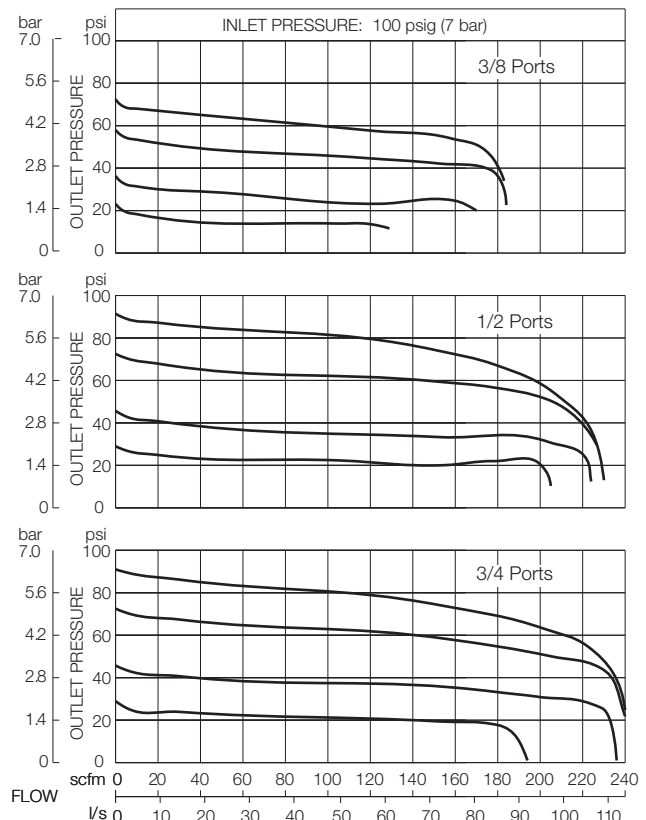 bar psi
INLET PRESSURE: 100 psig (7 bar)
7.0 100
3/8 Ports
5.6 80
4.2 60
2.8 40
1.4 20
0 0
OUTLET PRESSURE
bar psi
7.0 100
1/2 Ports
5.6 80
4.2 60
2.8 40
1.4 20
0 0
OUTLET PRESSURE
bar psi
7.0 100
3/4 Ports
5.6 80
4.2 60
2.8 40
1.4 20
0 0
OUTLET PRESSURE
scfm 0 20 40 60 80 100 120 140 160 180 200 220 240
FLOW
l/s 0 10 20 30 40 50 60 70 80 90 100 110